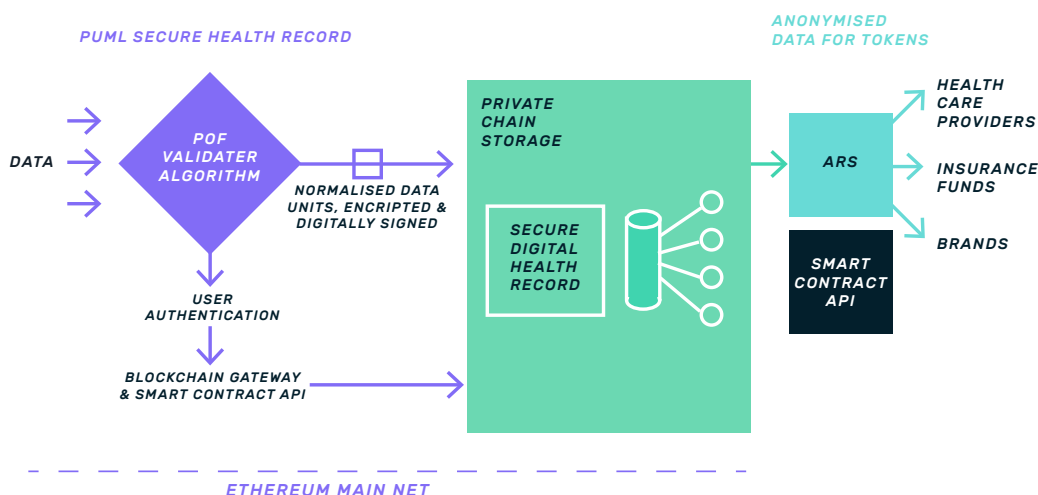 PUML SECURE HEALTH RECORD
ANONYMISED
DATA FOR TOKENS
DATA
POF
VALIDATER
ALGORITHM
NORMALISED DATA
UNITS, ENCRIPTED &
DIGITALLY SIGNED
USER
AUTHENTICATION
BLOCKCHAIN GATEWAY
& SMART CONTRACT API
PRIVATE
CHAIN
STORAGE
SECURE
DIGITAL
HEALTH
RECORD
ARS
SMART
CONTRACT
API
HEALTH
CARE
PROVIDERS
INSURANCE
FUNDS
BRANDS
ETHEREUM MAIN NET